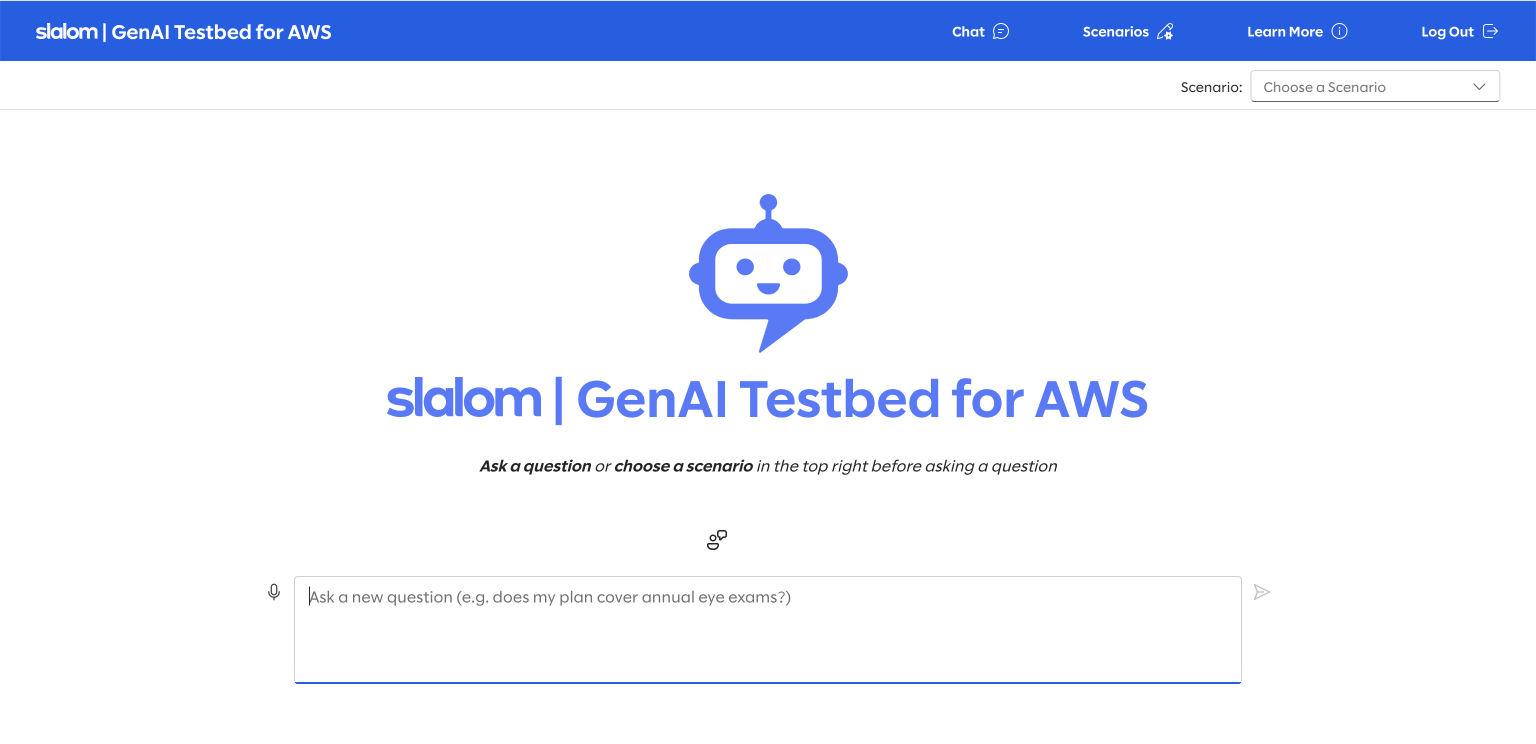 slalom | GenAI Testbed for AWS
Chat
Scenarios
Learn More
Log Out
Scenario:
Choose a Scenario
slalom | GenAI Testbed for AWS
Ask a question or choose a scenario in the top right before asking a question
Ask a new question (e.g. does my plan cover annual eye exams?)